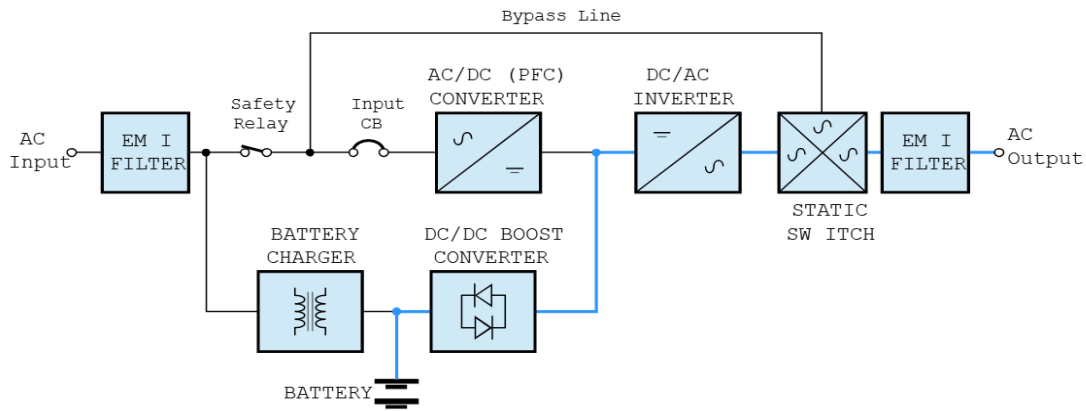 Bypass Line
AC/DC (PFC)
CONVERTER
DC/AC
INVERTER
Safety
Relay
Input
CB
AC
Input
EM I
FILTER
EM I
FILTER
AC
Output
STATIC
SW ITCH
BATTERY
CHARGER
DC/DC BOOST
CONVERTER
BATTERY